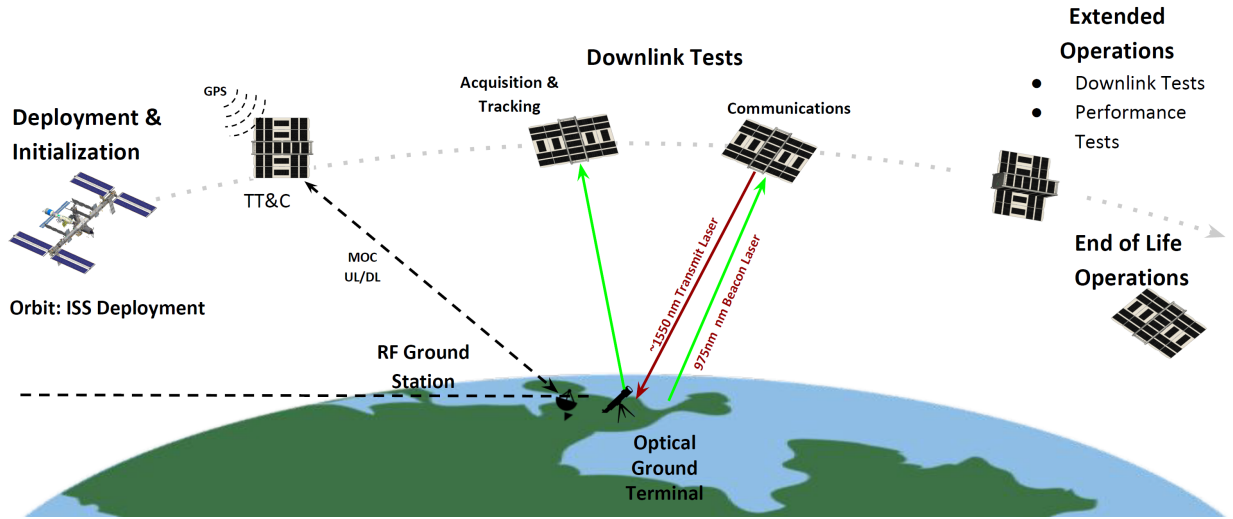 Deployment &
Initialization
Orbit: ISS Deployment
GPS
TT&C
MOC
UL/DL
RF Ground
Station
Downlink Tests
Acquisition &
Tracking
Communications
~1550 nm Transmit Laser
975nm  nm Beacon Laser
Optical
Ground
Terminal
Extended
Operations
● Downlink Tests
● Performance
Tests
End of Life
Operations